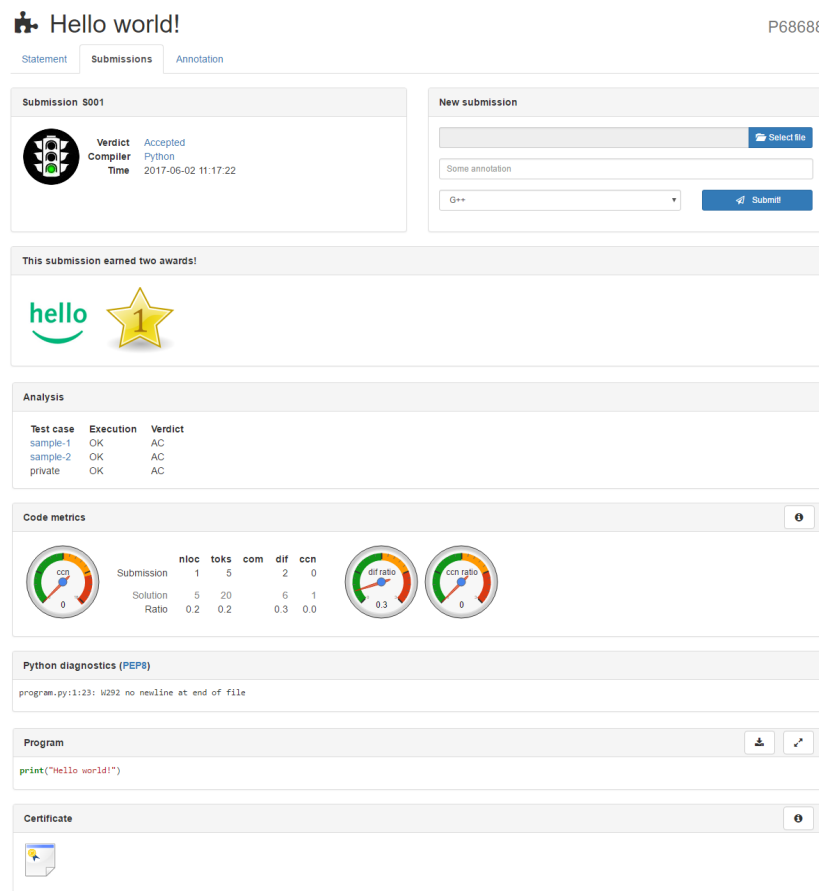 Hello world!
P68688
Statement Submissions Annotation
Submission S001
Verdict Accepted
Compiler Python
Time 2017-06-02 11:17:22
New submission
Select file
Some annotation
G++
Submit!
This submission earned two awards!
hello
1
Analysis
Test case Execution Verdict
sample-1 OK AC
sample-2 OK AC
private OK AC
Code metrics
ccn
0
nloc toks com dif ccn
Submission 1 5 2 0
Solution 5 20 6 1
Ratio 0.2 0.2 0.3 0.0
dif ratio
0.3
ccn ratio
0
Python diagnostics (PEP8)
program.py:1:23: W292 no newline at end of file
Program
print("Hello world!")
Certificate